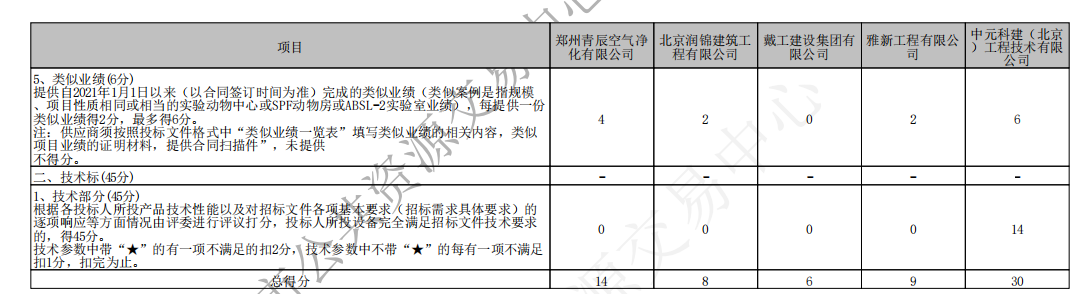 项目
郑州青辰空气净
化有限公司
北京润锦建筑工
程有限公司
戴工建设集团有
限公司
雅新工程有限公
司
中元科建（北京
）工程技术有限
公司
5、类似业绩(6分)
提供自2021年1月1日以来（以合同签订时间为准）完成的类似业绩（类似案例是指规模
、项目性质相同或相当的实验动物中心或SPF动物房或ABSL-2实验室业绩），每提供一份
类似业绩得2分，最多得6分。
注：供应商须按照投标文件格式中“类似业绩一览表”填写类似业绩的相关内容，类似
项目业绩的证明材料，提供合同扫描件”，未提供
不得分。
4 2 0 2 6
二、技术标(45分) – – – – –
1、技术部分(45分)
根据各投标人所投产品技术性能以及对招标文件各项基本要求（招标需求具体要求）的
逐项响应等方面情况由评委进行评议打分，投标人所投设备完全满足招标文件技术要求
的，得45分。
技术参数中带“★”的有一项不满足的扣2分，技术参数中不带“★”的每有一项不满足
扣1分，扣完为止。
0 0 0 0 14
总得分 14 8 6 9 30
市公共资源交易中心
源交易中心